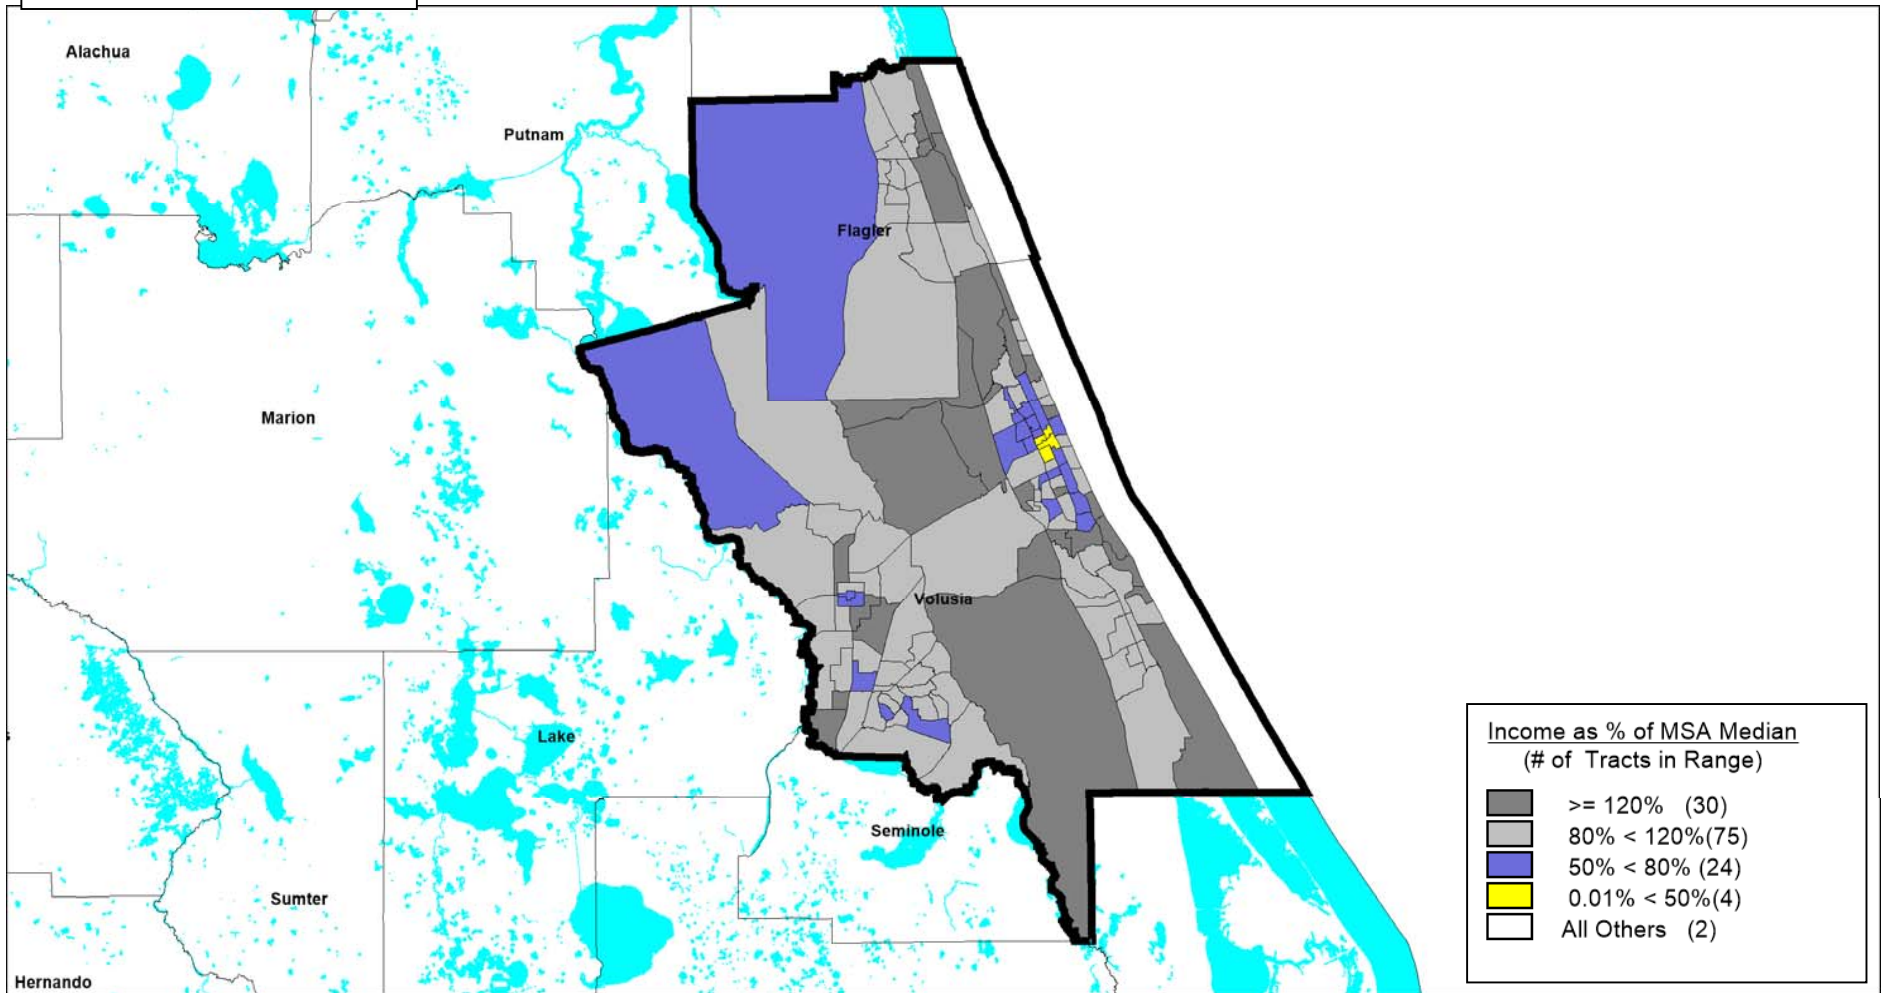 Alachua
Putnam
Flagler
Marion
Volusia
Lake
Seminole
Sumter
Hernando
Income as % of MSA Median
(# of Tracts in Range)
>= 120% (30)
80% < 120%(75)
50% < 80% (24)
0.01% < 50%(4)
All Others (2)